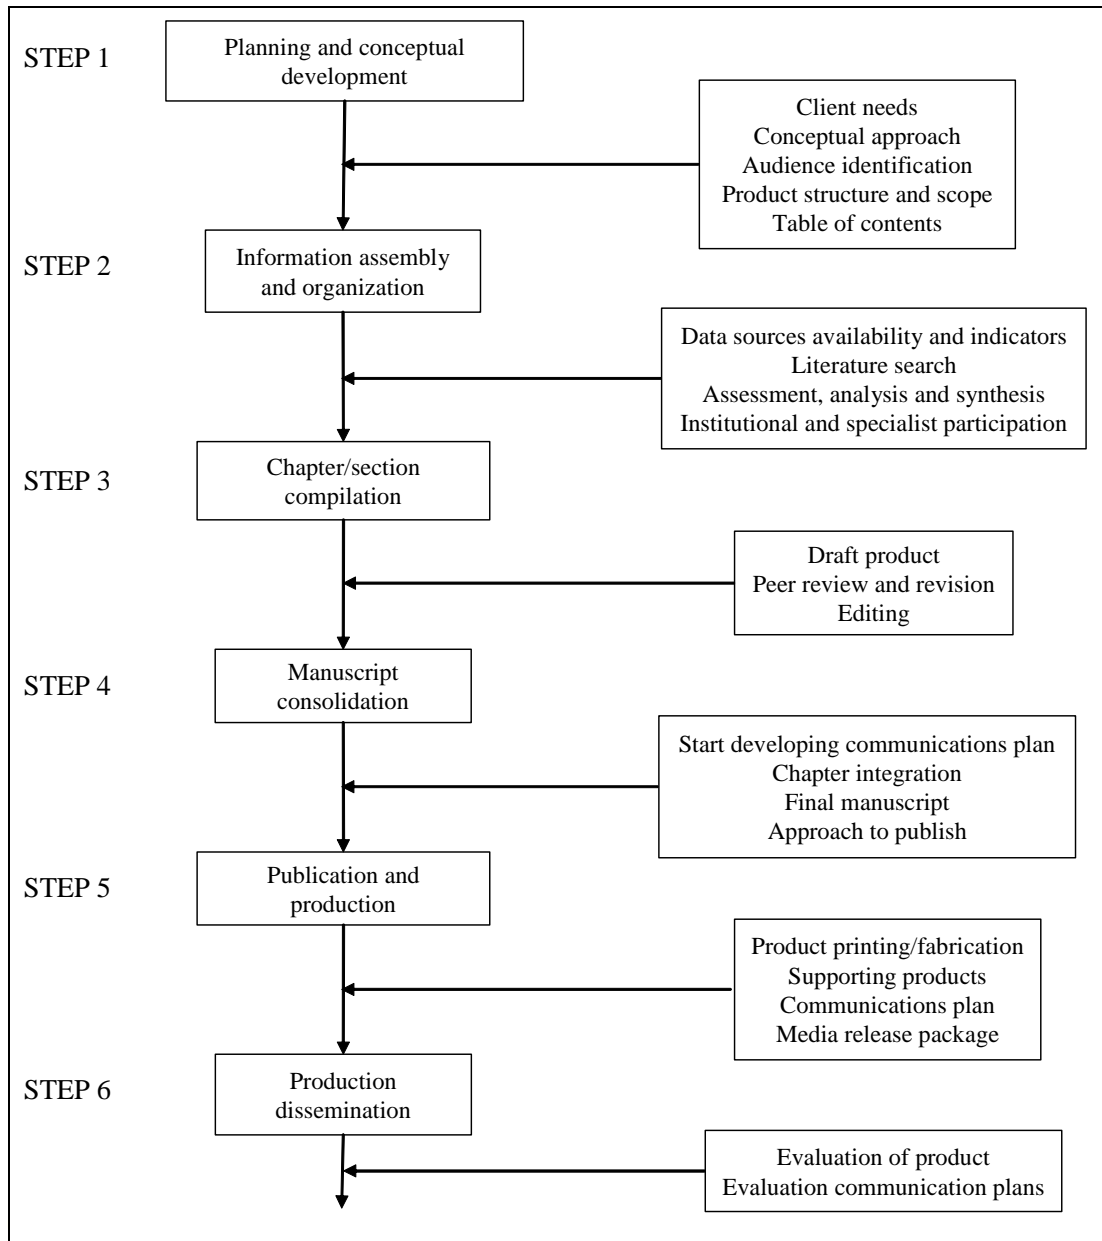 STEP 1
Planning and conceptual
development
Client needs
Conceptual approach
Audience identification
Product structure and scope
Table of contents
STEP 2
Information assembly
and organization
Data sources availability and indicators
Literature search
Assessment, analysis and synthesis
Institutional and specialist participation
STEP 3
Chapter/section
compilation
Draft product
Peer review and revision
Editing
STEP 4
Manuscript
consolidation
Start developing communications plan
Chapter integration
Final manuscript
Approach to publish
STEP 5
Publication and
production
Product printing/fabrication
Supporting products
Communications plan
Media release package
STEP 6
Production
dissemination
Evaluation of product
Evaluation communication plans